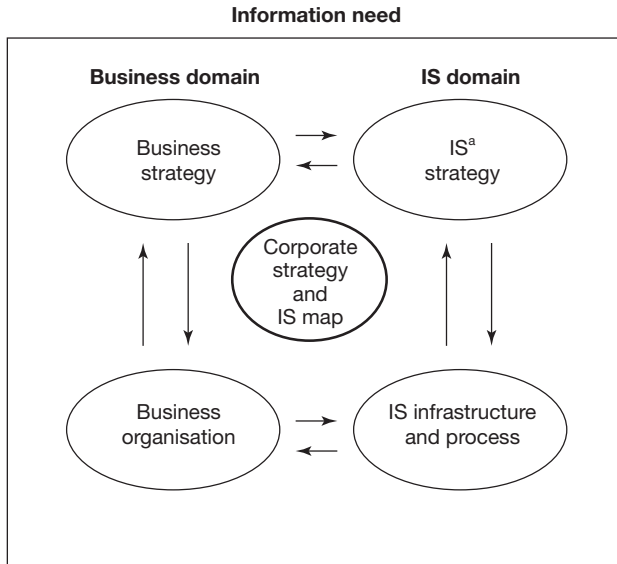 Information need
Business domain
IS domain
Business
strategy
ISᵃ
strategy
Corporate
strategy
and
IS map
Business
organisation
IS infrastructure
and process